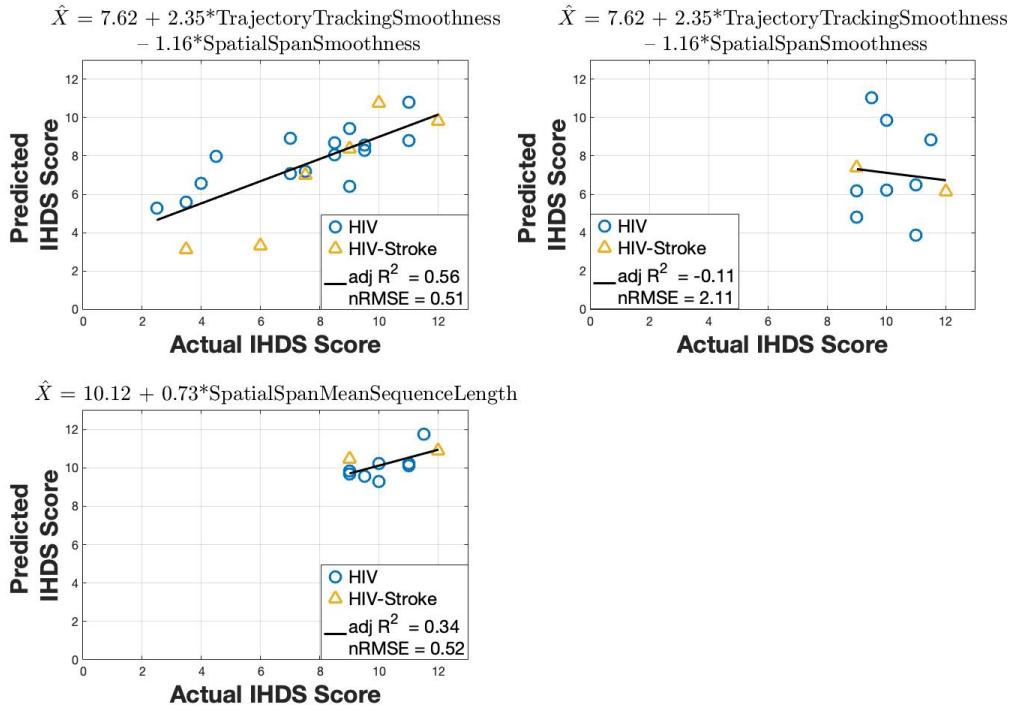 X̂ = 7.62 + 2.35*TrajectoryTrackingSmoothness
– 1.16*SpatialSpanSmoothness
12
10
8
6
4
2
0
Predicted
IHDS Score
HIV
HIV-Stroke
adj R² = 0.56
nRMSE = 0.51
0 2 4 6 8 10 12
Actual IHDS Score
X̂ = 7.62 + 2.35*TrajectoryTrackingSmoothness
– 1.16*SpatialSpanSmoothness
12
10
8
6
4
2
0
Predicted
IHDS Score
HIV
HIV-Stroke
adj R² = -0.11
nRMSE = 2.11
0 2 4 6 8 10 12
Actual IHDS Score
X̂ = 10.12 + 0.73*SpatialSpanMeanSequenceLength
12
10
8
6
4
2
0
Predicted
IHDS Score
HIV
HIV-Stroke
adj R² = 0.34
nRMSE = 0.52
0 2 4 6 8 10 12
Actual IHDS Score